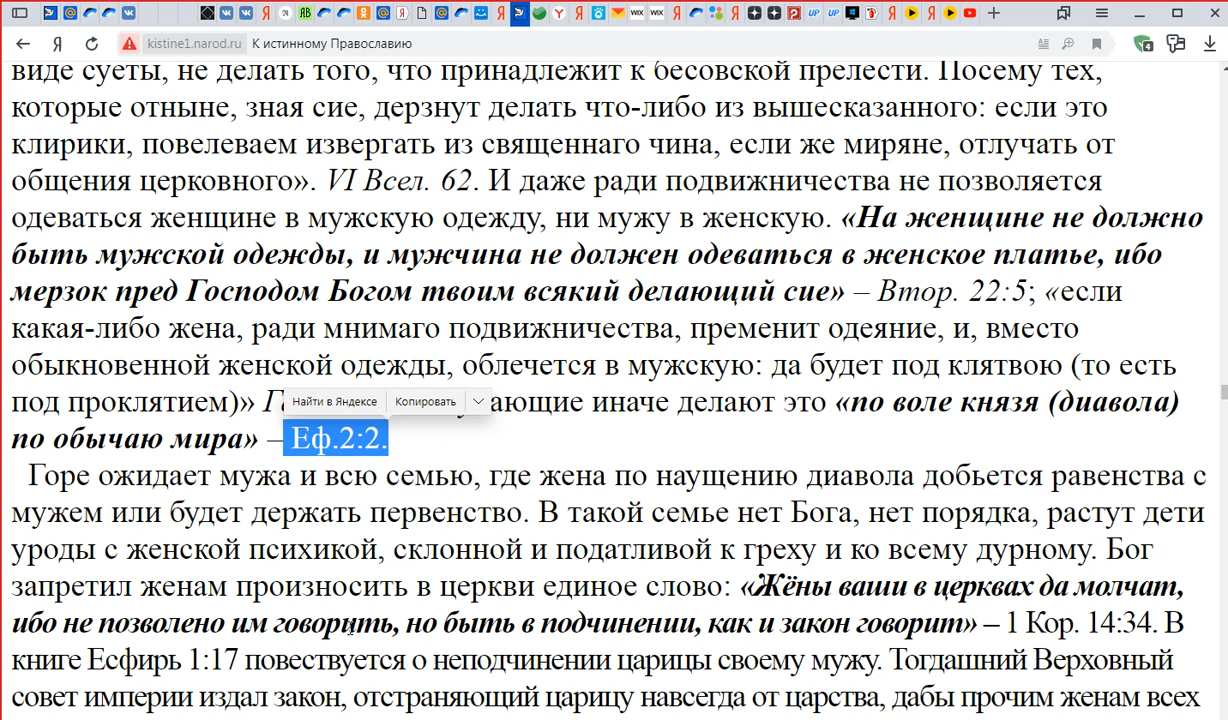 kistine1.narod.ru К истинному Православию
виде суеты, не делать того, что принадлежит к бесовской прелести. Посему тех,
которые отныне, зная сие, дерзнут делать что-либо из вышесказанного: если это
клирики, повелеваем извергать из священнаго чина, если же миряне, отлучать от
общения церковного». VI Всел. 62. И даже ради подвижничества не позволяется
одеваться женщине в мужскую одежду, ни мужу в женскую. «На женщине не должно
быть мужской одежды, и мужчина не должен одеваться в женское платье, ибо
мерзок пред Господом Богом твоим всякий делающий сие» – Втор. 22:5; «если
какая-либо жена, ради мнимаго подвижничества, пременит одеяние, и, вместо
обыкновенной женской одежды, облечется в мужскую: да будет под клятвою (то есть
под проклятием)» ающие иначе делают это «по воле князя (диавола)
Найти в Яндексе Копировать
по обычаю мира» – Еф.2:2.
Горе ожидает мужа и всю семью, где жена по наущению диавола добьется равенства с
мужем или будет держать первенство. В такой семье нет Бога, нет порядка, растут дети
уроды с женской психикой, склонной и податливой к греху и ко всему дурному. Бог
запретил женам произносить в церкви единое слово: «Жёны ваши в церквах да молчат,
ибо не позволено им говорить, но быть в подчинении, как и закон говорит» – 1 Кор. 14:34. В
книге Есфирь 1:17 повествуется о неподчинении царицы своему мужу. Тогдашний Верховный
совет империи издал закон, отстраняющий царицу навсегда от царства, дабы прочим женам всех